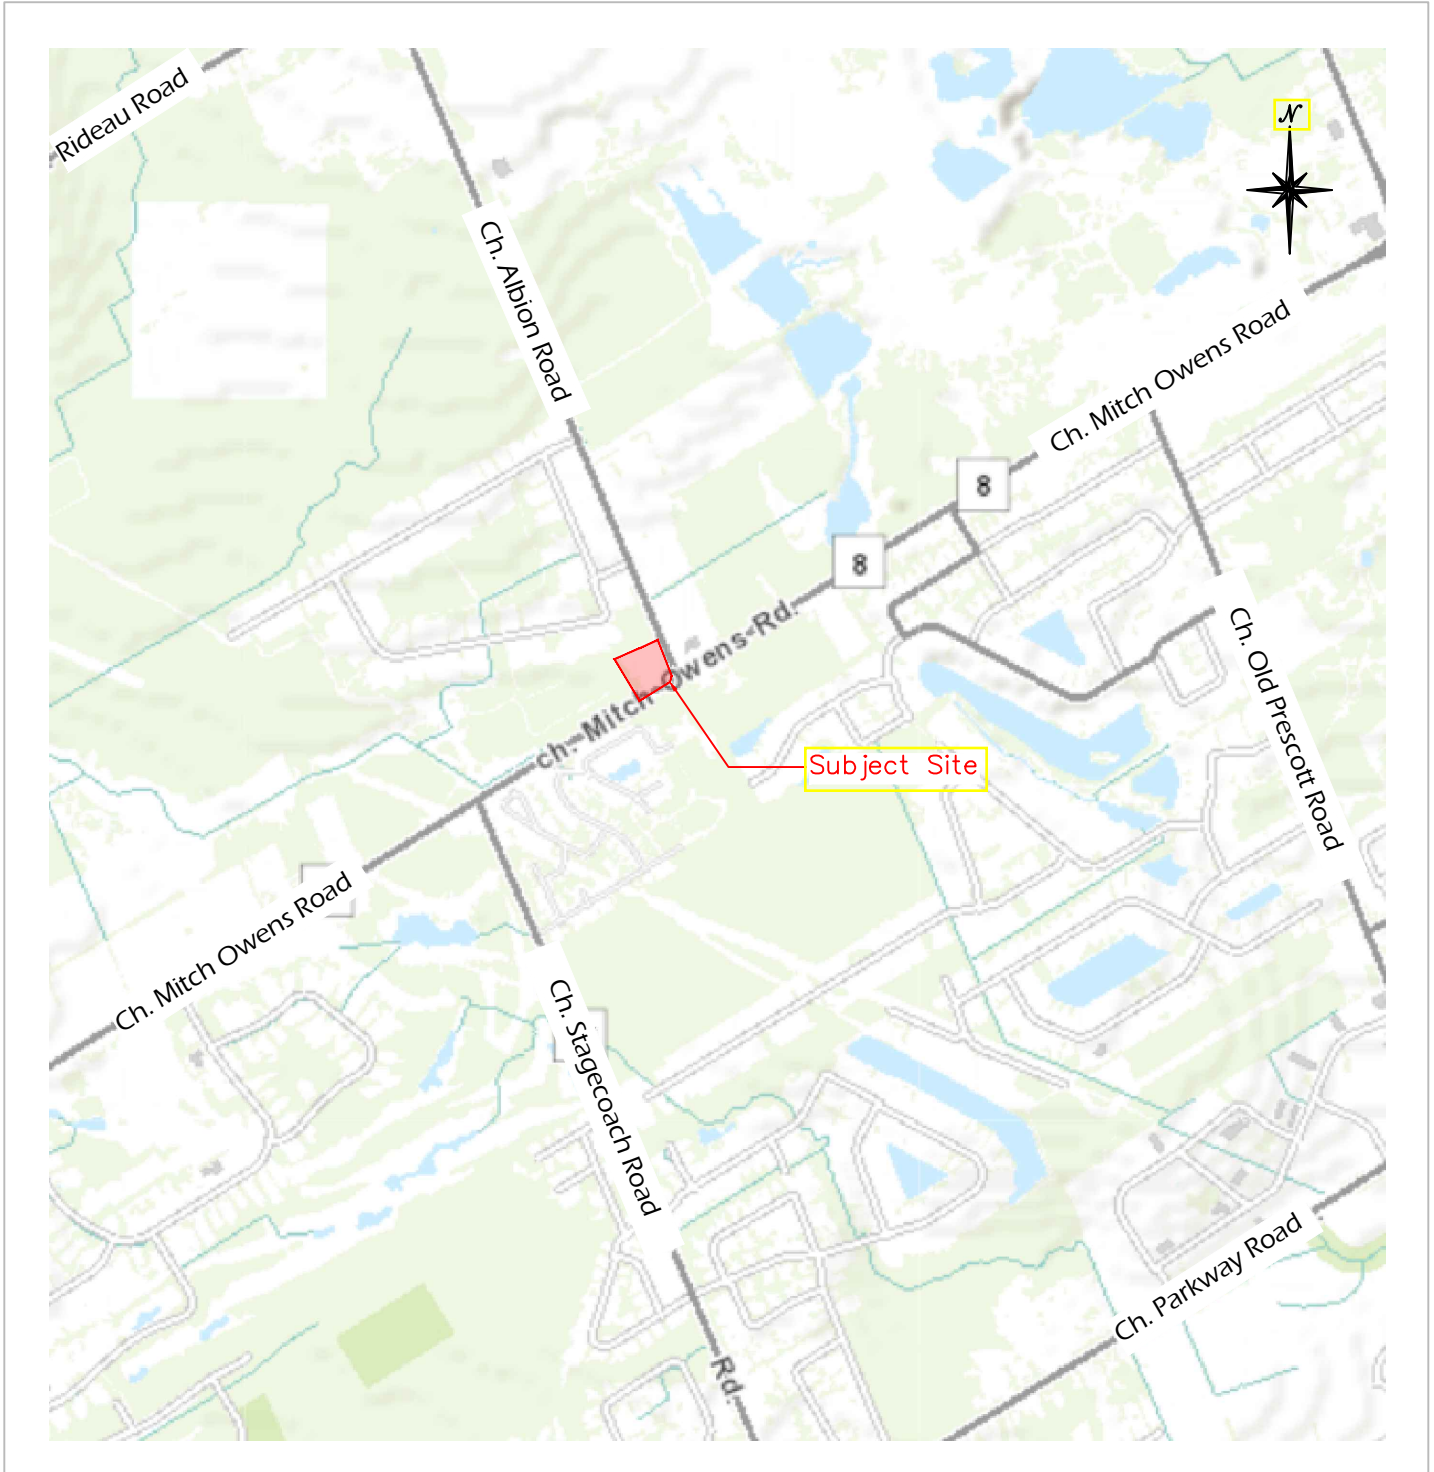 Rideau Road
N
Ch. Albion Road
Ch. Mitch Owens Road
8
8
ch.-Mitch-Owens-Rd.
Ch. Old Prescott Road
Subject Site
Ch. Mitch Owens Road
Ch. Stagecoach Road
Ch. Parkway Road
Rd.